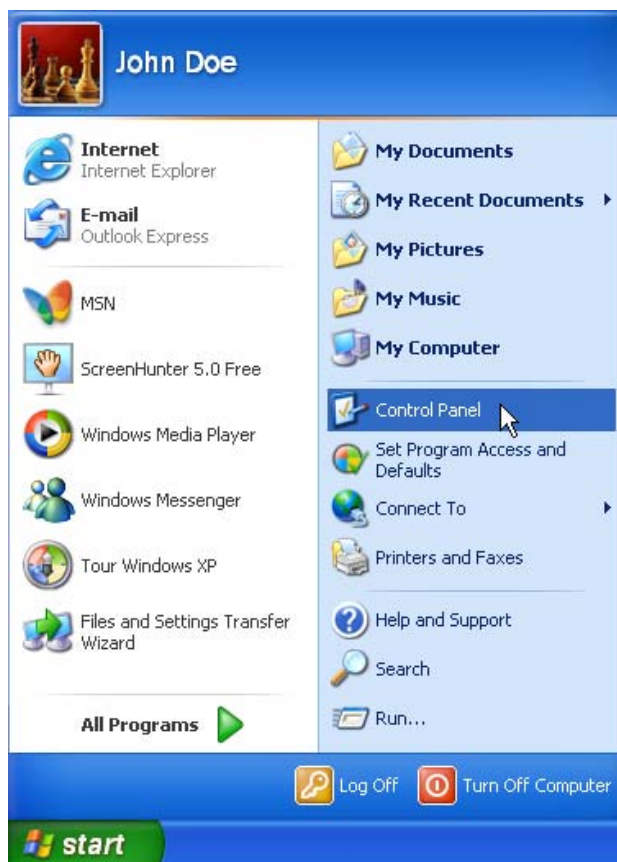 John Doe
Internet
Internet Explorer
E-mail
Outlook Express
MSN
ScreenHunter 5.0 Free
Windows Media Player
Windows Messenger
Tour Windows XP
Files and Settings Transfer
Wizard
All Programs
My Documents
My Recent Documents
My Pictures
My Music
My Computer
Control Panel
Set Program Access and
Defaults
Connect To
Printers and Faxes
Help and Support
Search
Run...
Log Off
Turn Off Computer
start